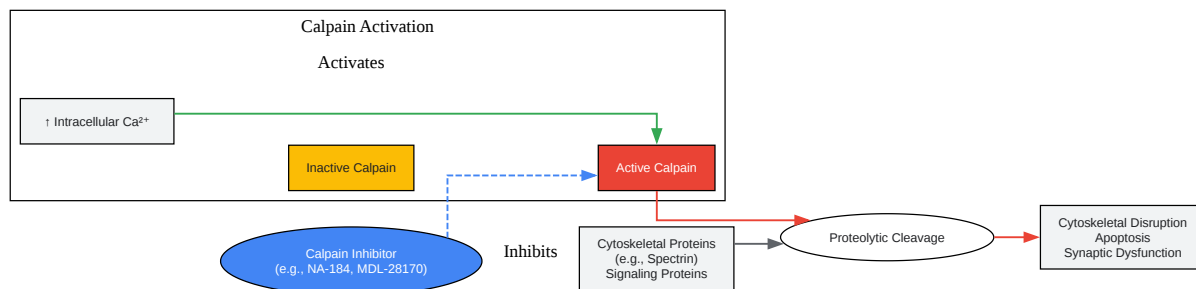 Calpain Activation
Activates
↑ Intracellular Ca²⁺
Inactive Calpain
Active Calpain
Calpain Inhibitor
(e.g., NA-184, MDL-28170)
Inhibits
Cytoskeletal Proteins
(e.g., Spectrin)
Signaling Proteins
Proteolytic Cleavage
Cytoskeletal Disruption
Apoptosis
Synaptic Dysfunction